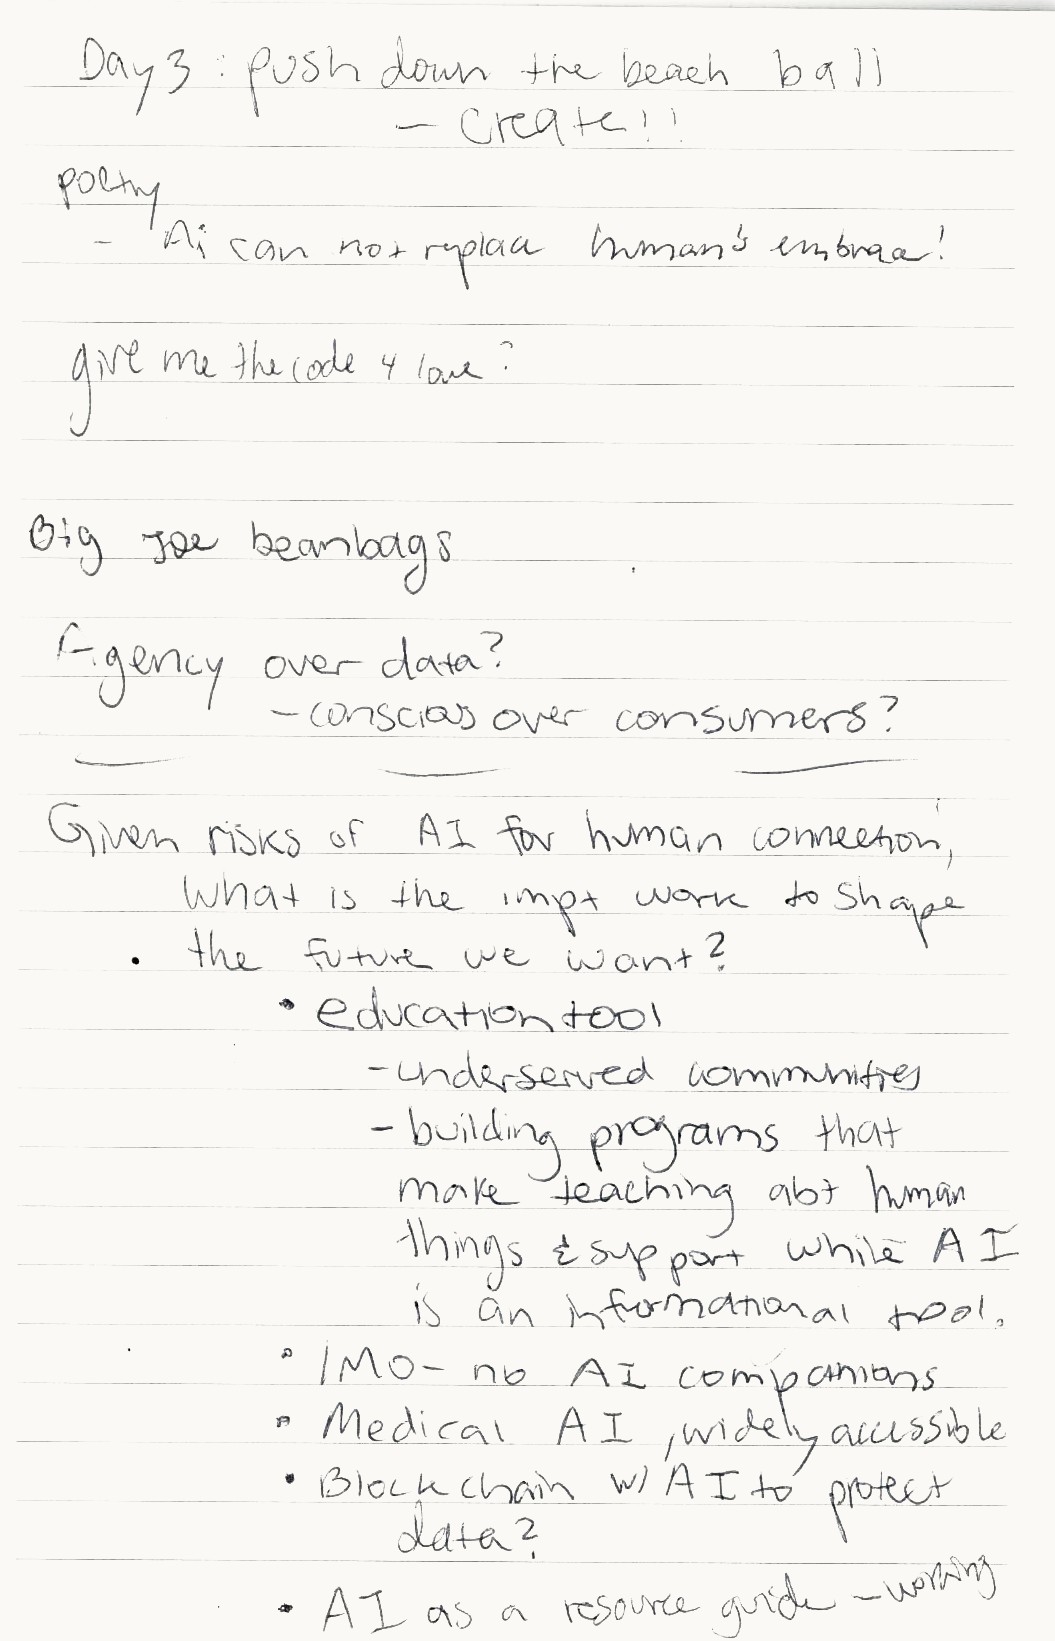 Day 3 : push down the beach ball
- Create!!
poetry
- Ai can not replace human's embrace!
give me the code 4 love?
Big Joe beanbags
Agency over data?
- conscious over consumers?
Given risks of AI for human connection,
what is the impt work to shape
• the future we want?
• education tool
- underserved communities
- building programs that
make teaching abt human
things & support while AI
is an informational tool.
• IMO - no AI companions
• Medical AI, widely accessible
• Blockchain w/ AI to protect
data?
• AI as a resource guide - working